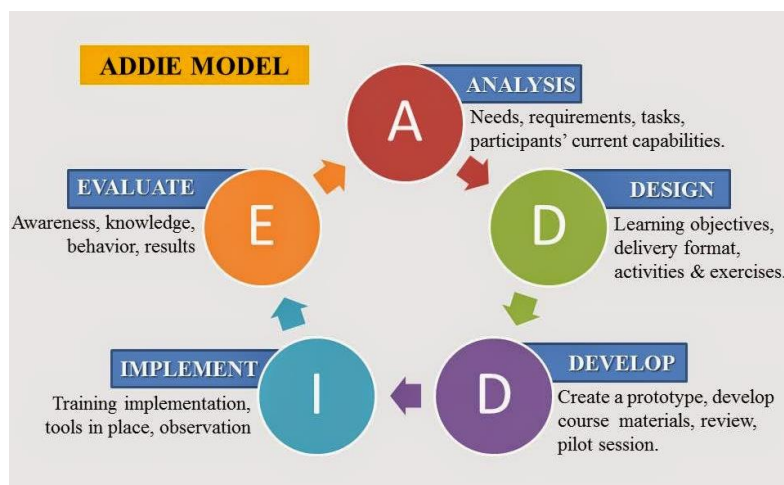 ADDIE MODEL
A
ANALYSIS
Needs, requirements, tasks,
participants’ current capabilities.
D
DESIGN
Learning objectives,
delivery format,
activities & exercises.
D
DEVELOP
Create a prototype, develop
course materials, review,
pilot session.
I
IMPLEMENT
Training implementation,
tools in place, observation
E
EVALUATE
Awareness, knowledge,
behavior, results